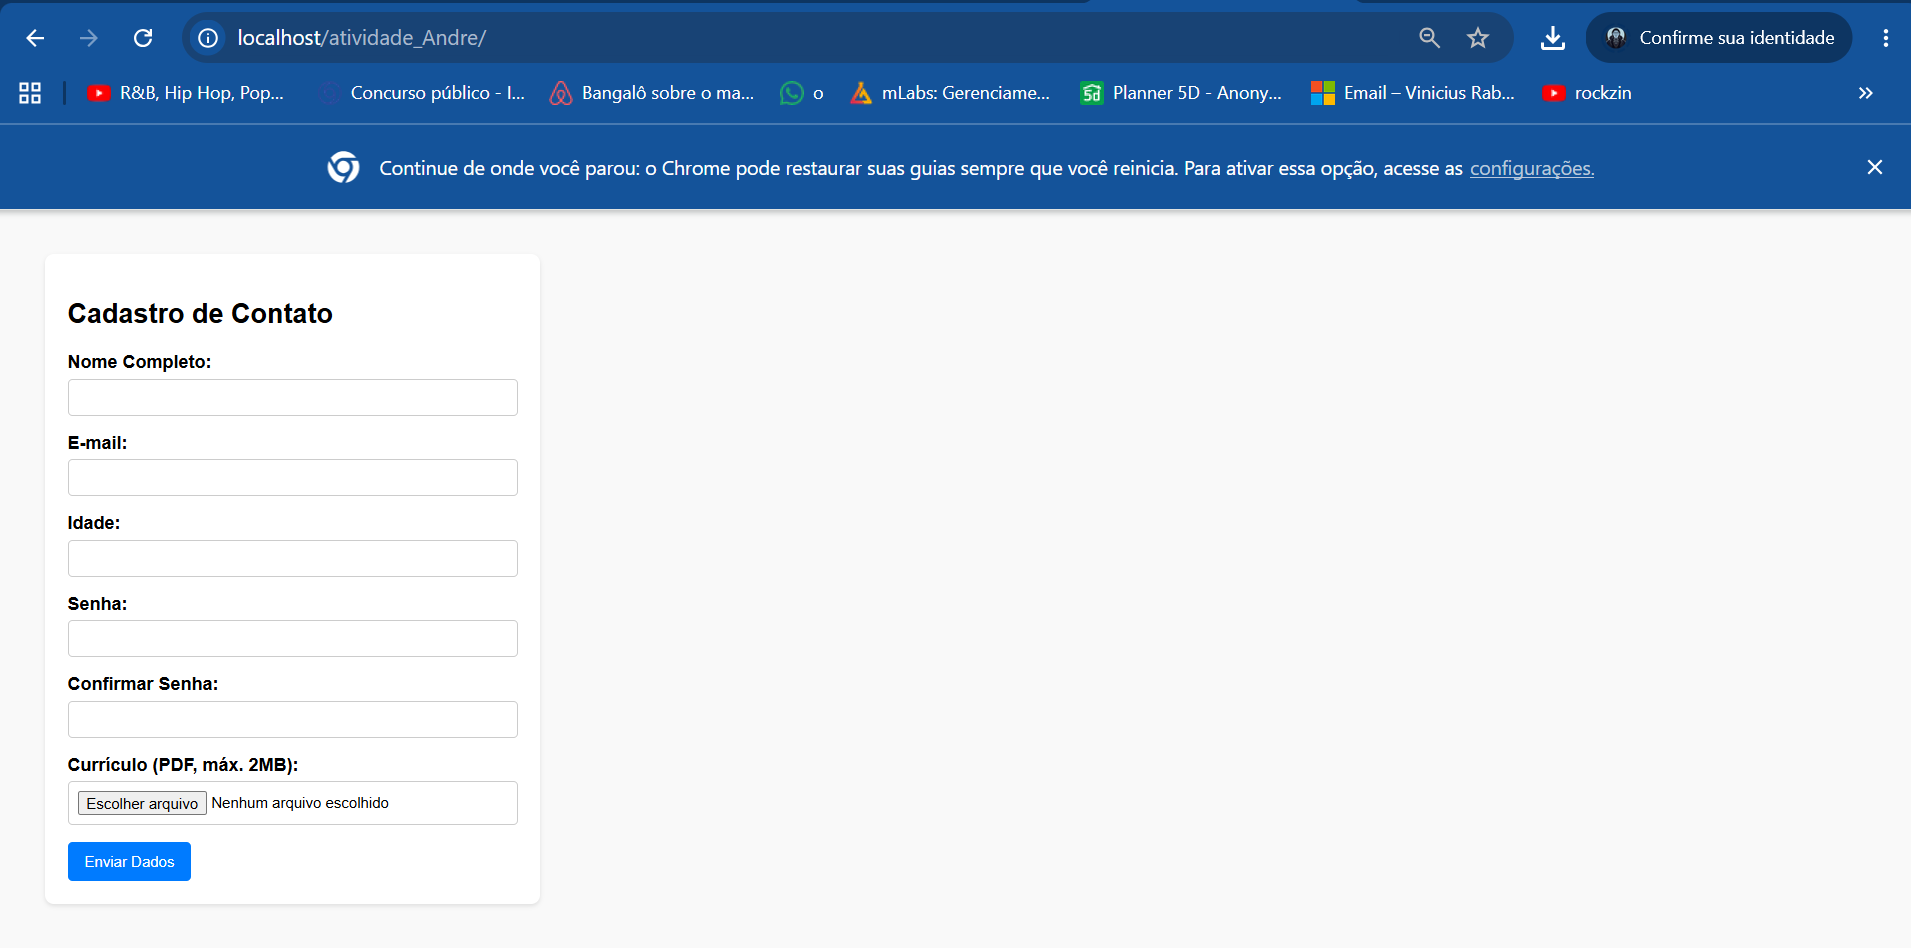 localhost/atividade_Andre/
Confirme sua identidade
R&B, Hip Hop, Pop...
Concurso público - I...
Bangalô sobre o ma...
o
mLabs: Gerenciame...
5d
Planner 5D - Anony...
Email – Vinicius Rab...
rockzin
Continue de onde você parou: o Chrome pode restaurar suas guias sempre que você reinicia. Para ativar essa opção, acesse as configurações.
Cadastro de Contato
Nome Completo:
E-mail:
Idade:
Senha:
Confirmar Senha:
Currículo (PDF, máx. 2MB):
Escolher arquivo Nenhum arquivo escolhido
Enviar Dados